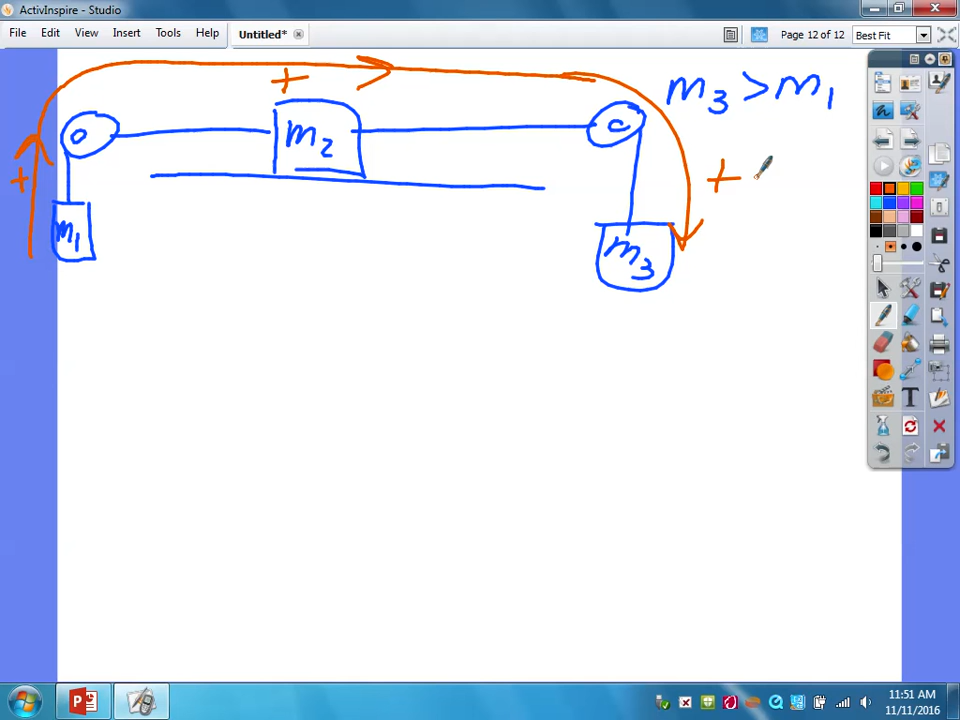 ActivInspire - Studio
File Edit View Insert Tools Help Untitled* Page 12 of 12 Best Fit
+ m3 > m1
m2
+ +
m1 m3
T
11:51 AM
11/11/2016